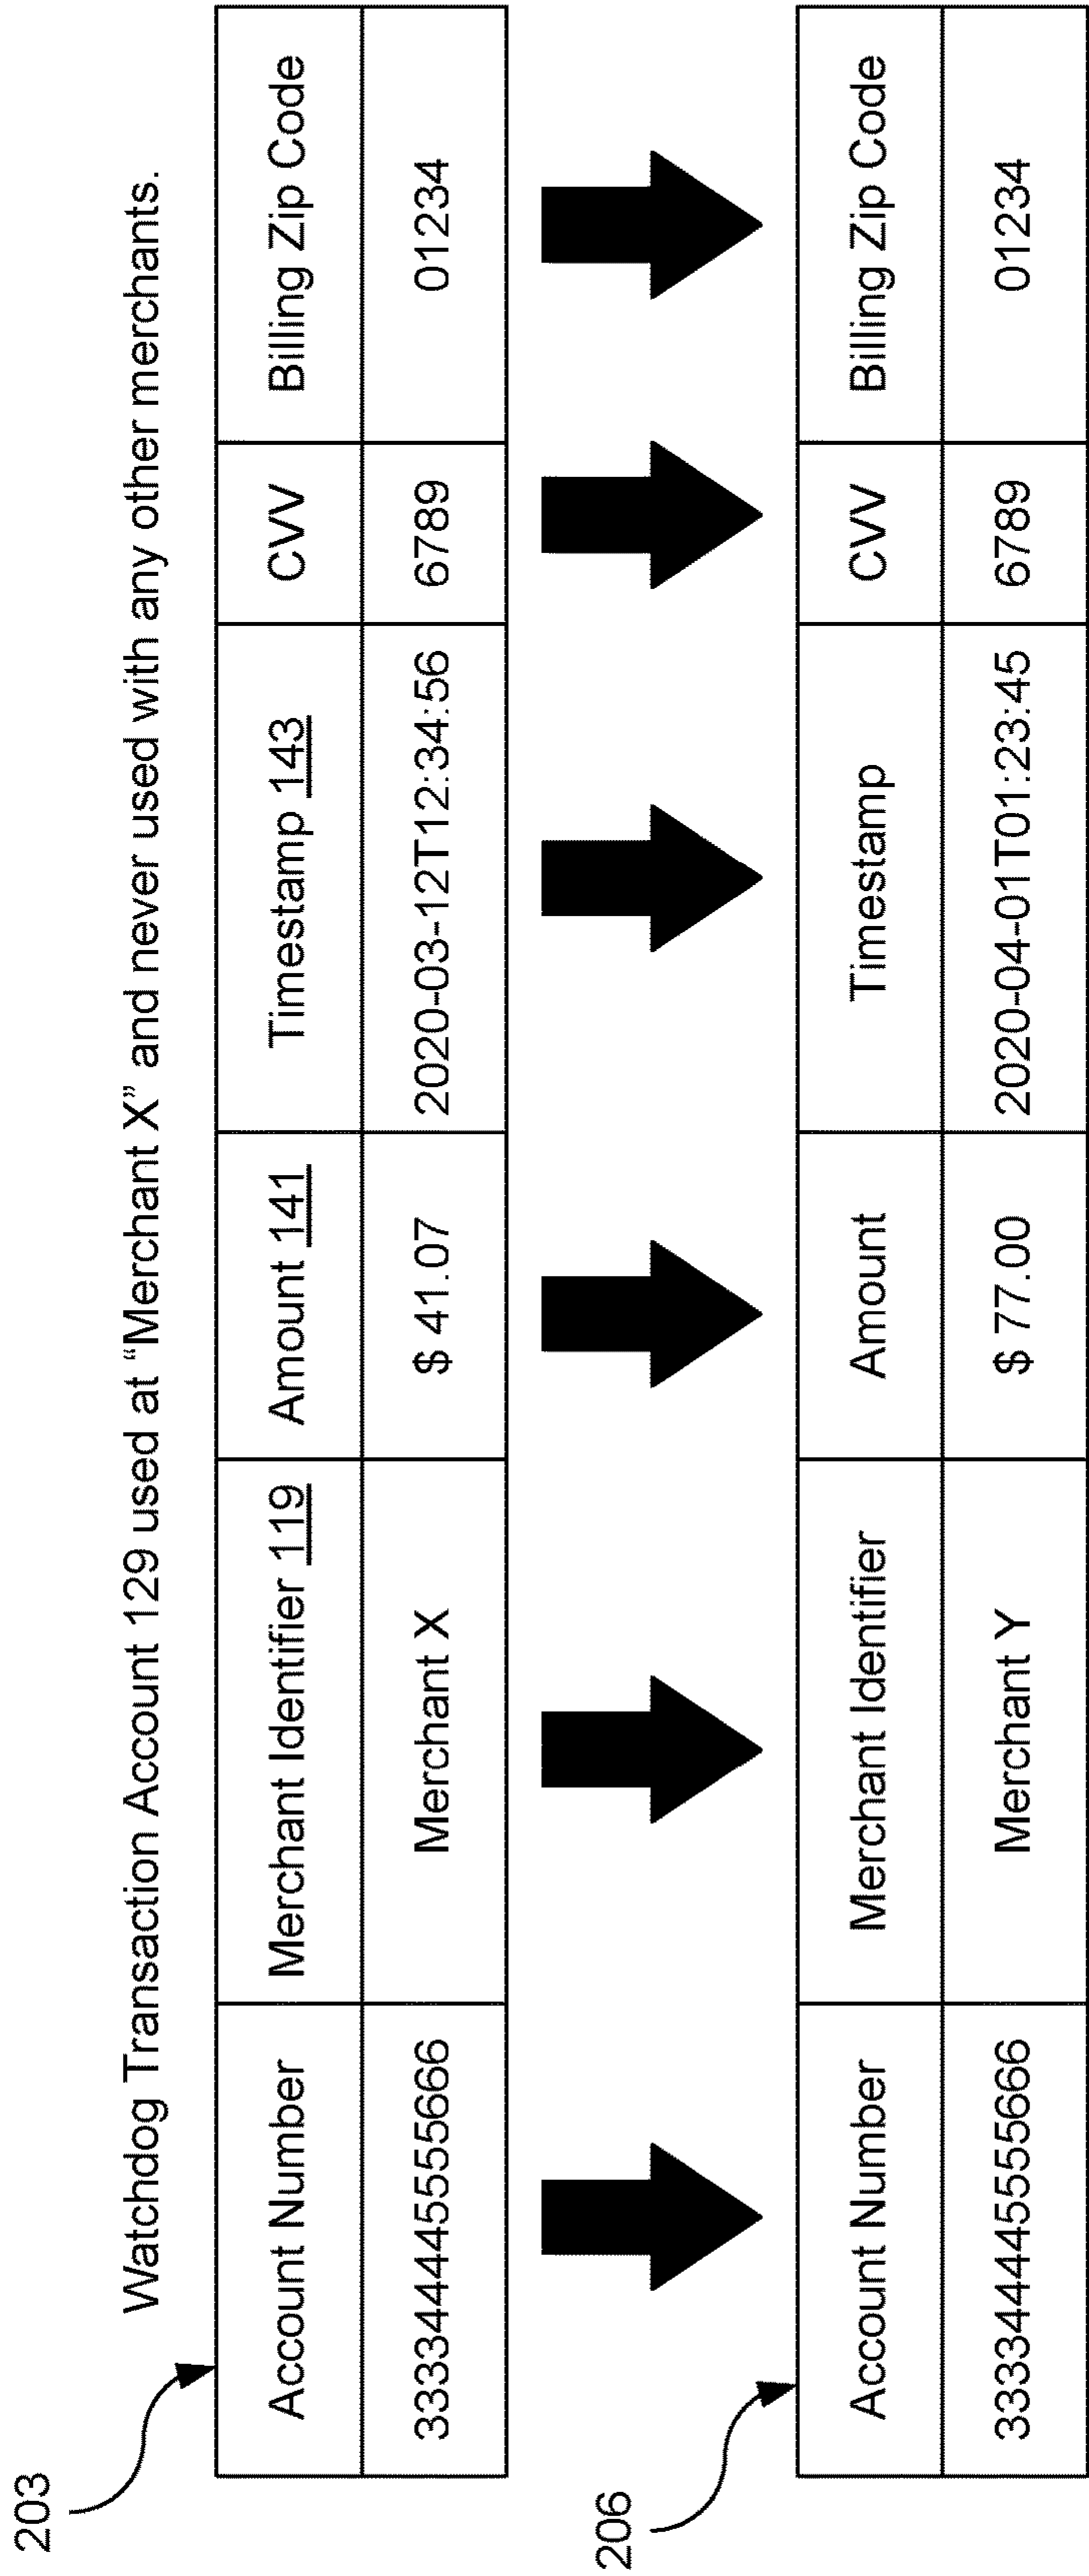 Watchdog Transaction Account 129 used at “Merchant X” and never used with any other merchants.
203
Account Number Merchant Identifier 119 Amount 141 Timestamp 143 CVV Billing Zip Code
333344445555666 Merchant X $ 41.07 2020-03-12T12:34:56 6789 01234
206
Account Number Merchant Identifier Amount Timestamp CVV Billing Zip Code
333344445555666 Merchant Y $ 77.00 2020-04-01T01:23:45 6789 01234